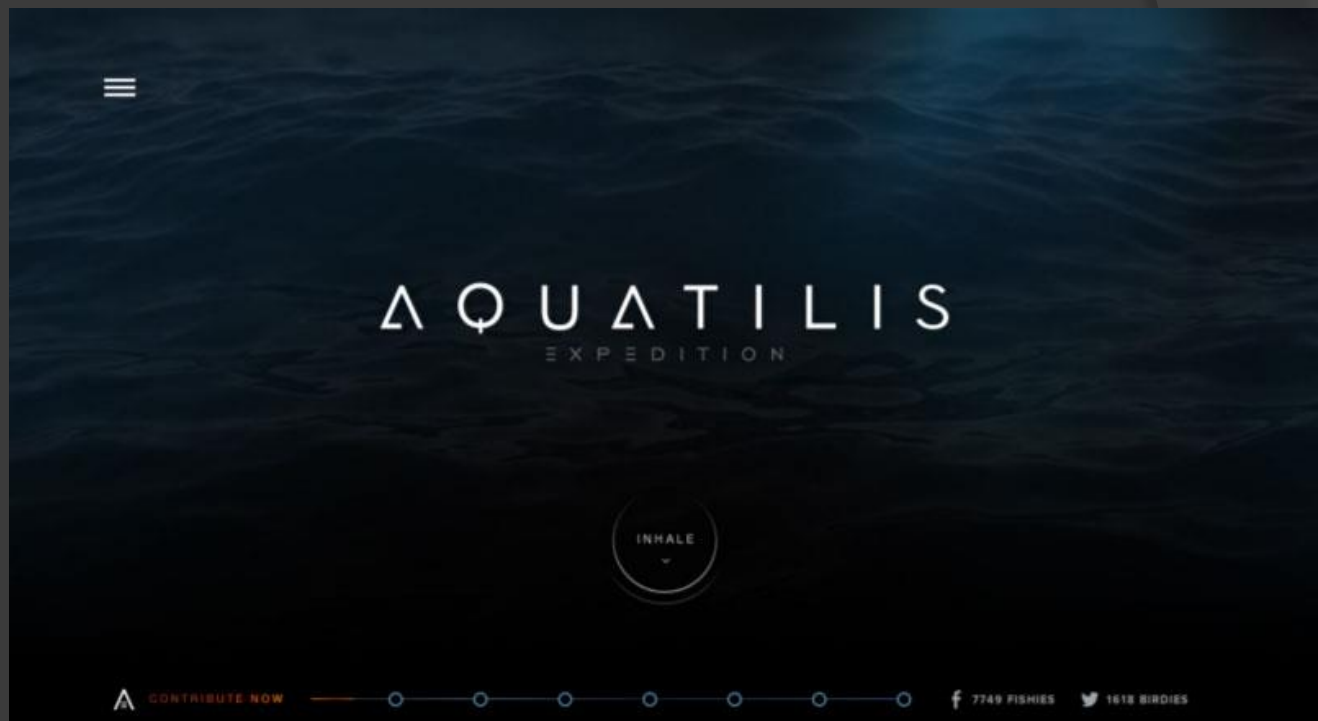 AQUATILIS
EXPEDITION
INHALE
CONTRIBUTE NOW
7749 FISHIES
1618 BIRDIES